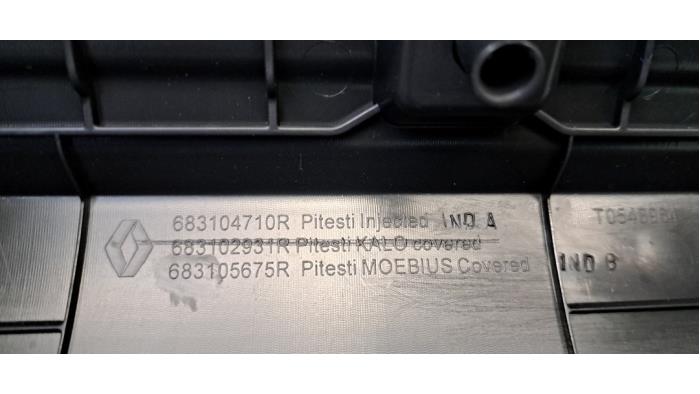 683104710R Pitesti Injected IND A
683102931R Pitesti KALO covered
683105675R Pitesti MOEBIUS Covered
IND B